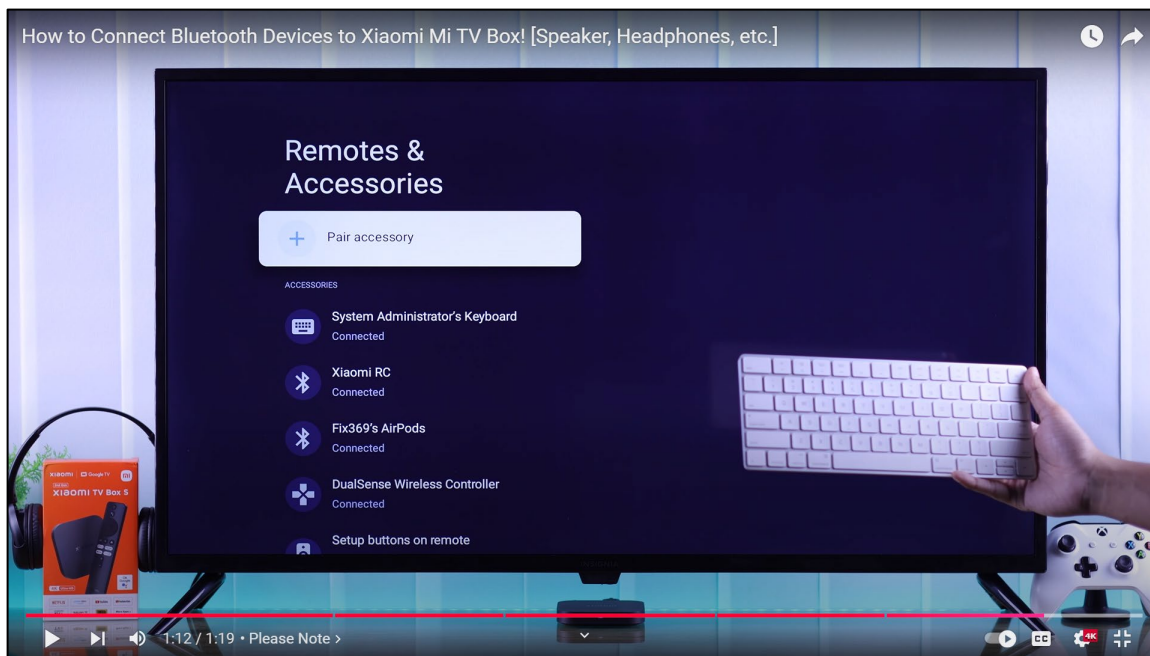 How to Connect Bluetooth Devices to Xiaomi Mi TV Box! [Speaker, Headphones, etc.]
Remotes &
Accessories
Pair accessory
ACCESSORIES
System Administrator's Keyboard
Connected
Xiaomi RC
Connected
Fix369's AirPods
Connected
DualSense Wireless Controller
Connected
Setup buttons on remote
xiaomi
Google TV
XIAOMI TV Box S
1:12 / 1:19 • Please Note >
CC
4K